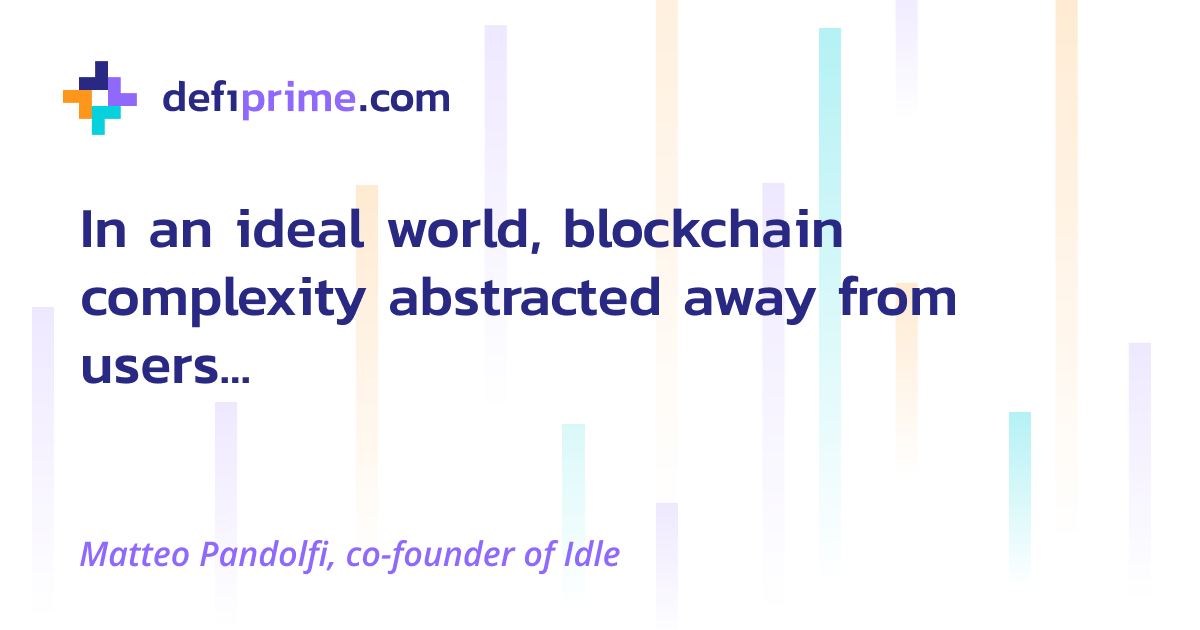 defiprime.com
In an ideal world, blockchain
complexity abstracted away from
users...
Matteo Pandolfi, co-founder of Idle